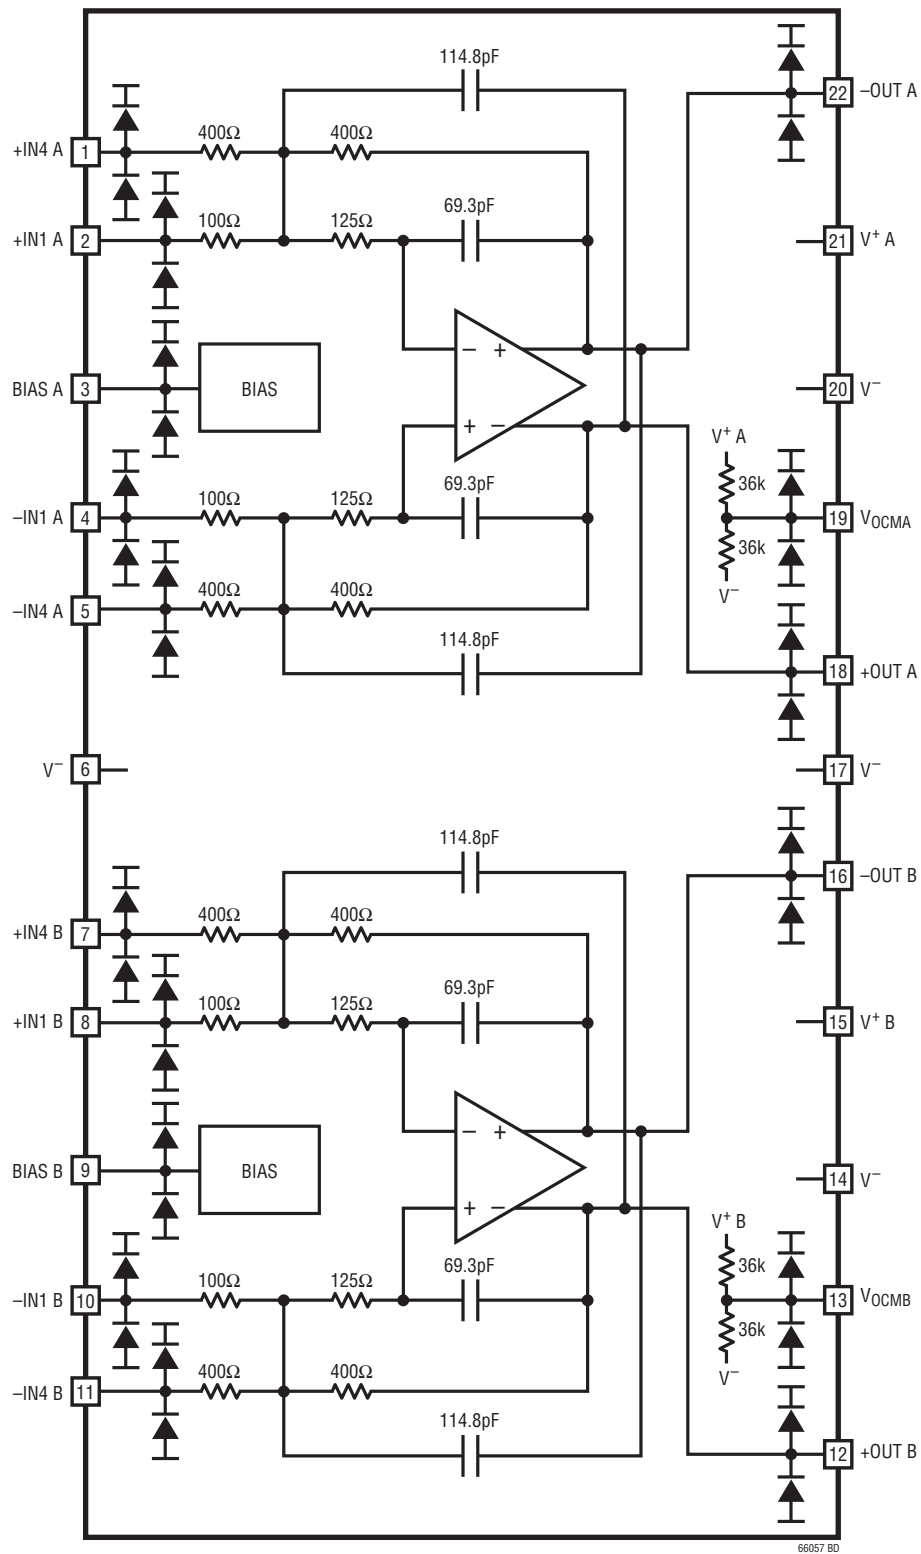 114.8pF
22 –OUT A
400Ω 400Ω
+IN4 A 1
69.3pF
100Ω 125Ω
+IN1 A 2
21 V+ A
– +
BIAS A 3 BIAS
20 V–
+ –
V+ A
69.3pF
36k
100Ω 125Ω
–IN1 A 4
19 VOCMA
36k
400Ω 400Ω
V–
–IN4 A 5
114.8pF
18 +OUT A
V– 6
17 V–
114.8pF
16 –OUT B
400Ω 400Ω
+IN4 B 7
69.3pF
100Ω 125Ω
+IN1 B 8
15 V+ B
– +
BIAS B 9 BIAS
14 V–
+ –
V+ B
69.3pF
36k
100Ω 125Ω
–IN1 B 10
13 VOCMB
36k
400Ω 400Ω
V–
–IN4 B 11
114.8pF
12 +OUT B
66057 BD